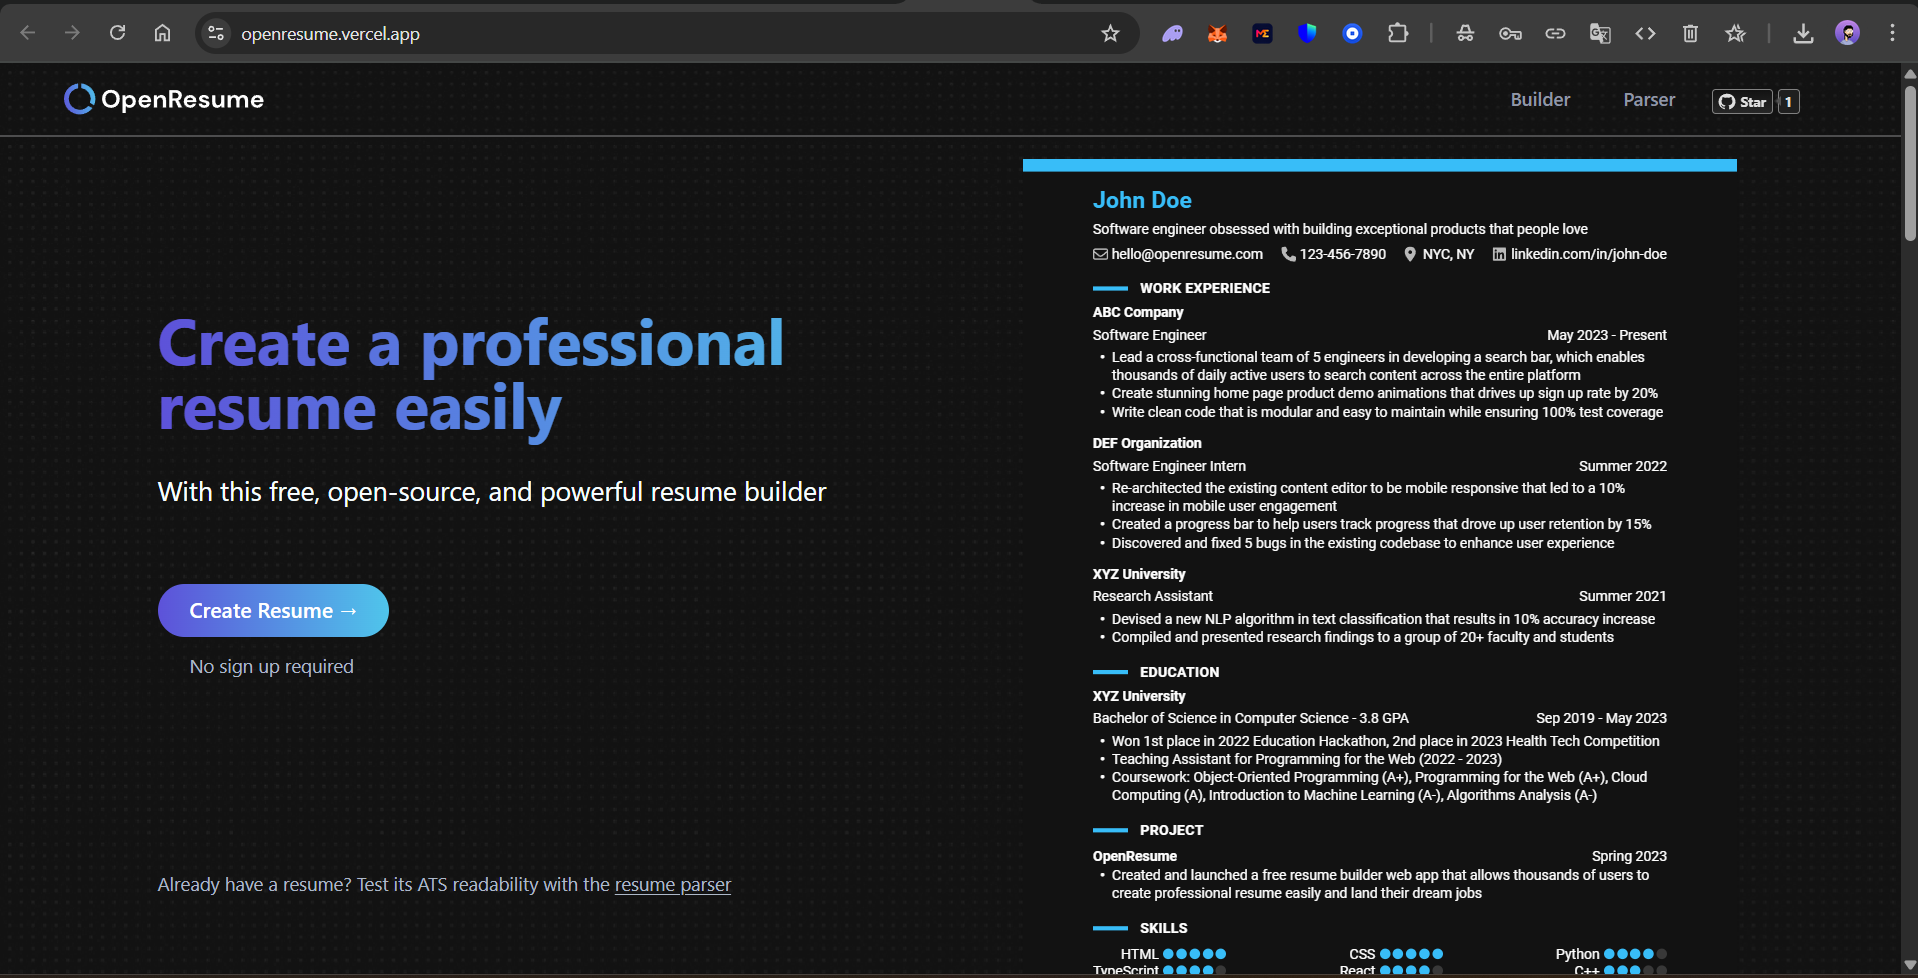 openresume.vercel.app
OpenResume
Builder
Parser
Star
1
Create a professional
resume easily
With this free, open-source, and powerful resume builder
Create Resume →
No sign up required
Already have a resume? Test its ATS readability with the resume parser
John Doe
Software engineer obsessed with building exceptional products that people love
hello@openresume.com 123-456-7890 NYC, NY linkedin.com/in/john-doe
WORK EXPERIENCE
ABC Company
Software Engineer May 2023 - Present
• Lead a cross-functional team of 5 engineers in developing a search bar, which enables
thousands of daily active users to search content across the entire platform
• Create stunning home page product demo animations that drives up sign up rate by 20%
• Write clean code that is modular and easy to maintain while ensuring 100% test coverage
DEF Organization
Software Engineer Intern Summer 2022
• Re-architected the existing content editor to be mobile responsive that led to a 10%
increase in mobile user engagement
• Created a progress bar to help users track progress that drove up user retention by 15%
• Discovered and fixed 5 bugs in the existing codebase to enhance user experience
XYZ University
Research Assistant Summer 2021
• Devised a new NLP algorithm in text classification that results in 10% accuracy increase
• Compiled and presented research findings to a group of 20+ faculty and students
EDUCATION
XYZ University
Bachelor of Science in Computer Science - 3.8 GPA Sep 2019 - May 2023
• Won 1st place in 2022 Education Hackathon, 2nd place in 2023 Health Tech Competition
• Teaching Assistant for Programming for the Web (2022 - 2023)
• Coursework: Object-Oriented Programming (A+), Programming for the Web (A+), Cloud
Computing (A), Introduction to Machine Learning (A-), Algorithms Analysis (A-)
PROJECT
OpenResume Spring 2023
• Created and launched a free resume builder web app that allows thousands of users to
create professional resume easily and land their dream jobs
SKILLS
HTML CSS Python
TypeScript React C++